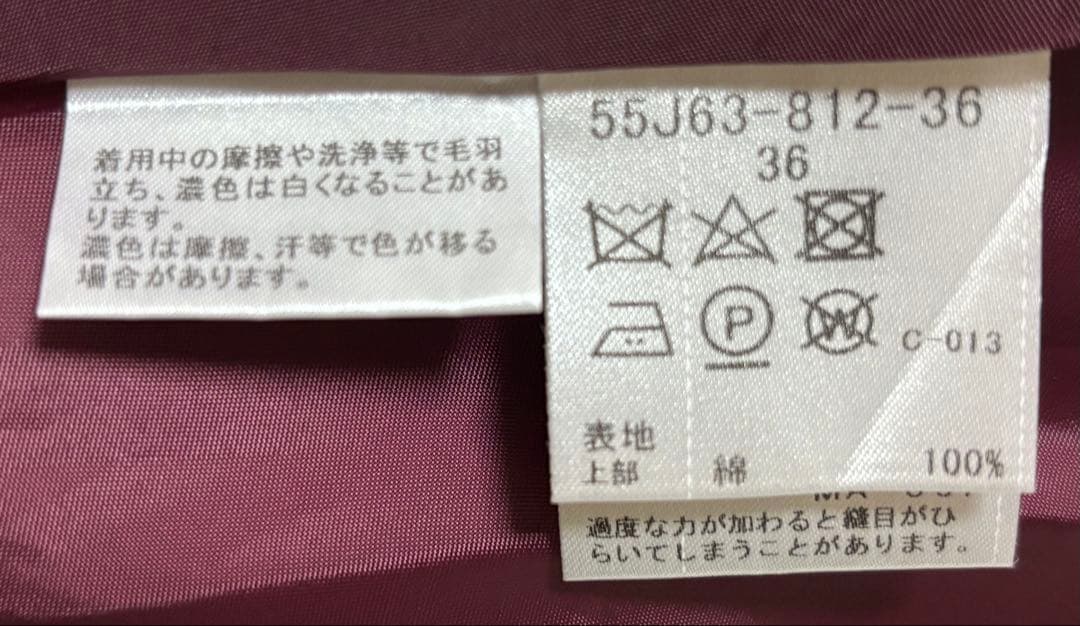 着用中の摩擦や洗浄等で毛羽
立ち、濃色は白くなることがあ
ります。
濃色は摩擦、汗等で色が移る
場合があります。
55J63-812-36
36
P
W
C-013
表地
上部 綿 100%
過度な力が加わると縫目がひ
らいてしまうことがあります。